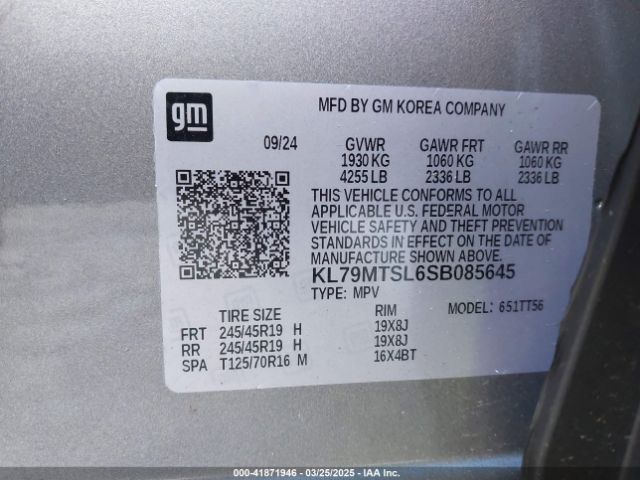 gm
MFD BY GM KOREA COMPANY
09/24 GVWR GAWR FRT GAWR RR
1930 KG 1060 KG 1060 KG
4255 LB 2336 LB 2336 LB
THIS VEHICLE CONFORMS TO ALL
APPLICABLE U.S. FEDERAL MOTOR
VEHICLE SAFETY AND THEFT PREVENTION
STANDARDS IN EFFECT ON THE DATE OF
MANUFACTURE SHOWN ABOVE.
KL79MTSL6SB085645
TYPE: MPV MODEL: 651TT56
TIRE SIZE RIM
FRT 245/45R19 H 19X8J
RR 245/45R19 H 19X8J
SPA T125/70R16 M 16X4BT
000-41871946 - 03/25/2025 - IAA Inc.